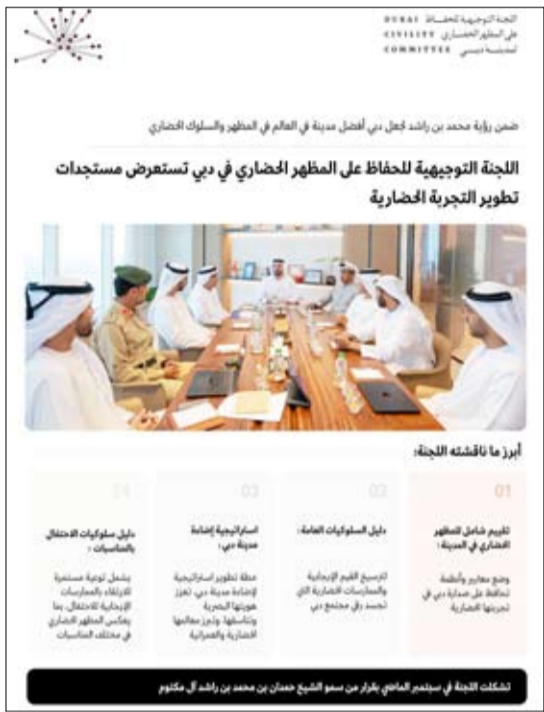 اللجنة التوجيهية للحفــاظ
على المظهر الحضــاري
لمدينــة دبــي
DUBAI
CIVILITY
COMMITTEE
ضمن رؤية محمد بن راشد لجعل دبي أفضل مدينة في العالم في المظهر والسلوك الحضاري
اللجنة التوجيهية للحفاظ على المظهر الحضاري في دبي تستعرض مستجدات
تطوير التجربة الحضارية
أبرز ما ناقشته اللجنة:
01
تقييم شامل للمظهر
الحضاري في المدينة:
وضع معايير وأنظمة
تحافظ على صدارة دبي في
تجربتها الحضارية
02
دليل السلوكيات العامة:
لترسيخ القيم الإيجابية
والممارسات الحضارية التي
تجسد رقي مجتمع دبي
03
استراتيجية إضاءة
مدينة دبي:
خطة تطوير استراتيجية
لإضاءة مدينة دبي، تعزز
هويتها البصرية
وتناسقها، وتبرز معالمها
الحضارية والعمرانية
04
دليل سلوكيات الاحتفال
بالمناسبات:
يشمل توعية مستمرة
للارتقاء بالممارسات
الإيجابية للاحتفال، بما
يعكس المظهر الحضاري
في مختلف المناسبات
تشكلت اللجنة في سبتمبر الماضي بقرار من سمو الشيخ حمدان بن محمد بن راشد آل مكتوم